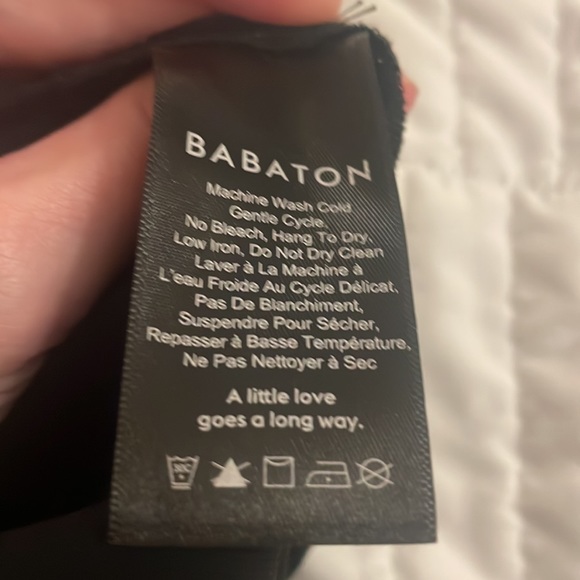 BABATON
Machine Wash Cold
Gentle Cycle,
No Bleach, Hang To Dry,
Low Iron, Do Not Dry Clean
Laver à La Machine à
L'eau Froide Au Cycle Délicat,
Pas De Blanchiment,
Suspendre Pour Sécher,
Repasser à Basse Température,
Ne Pas Nettoyer à Sec
A little love
goes a long way.